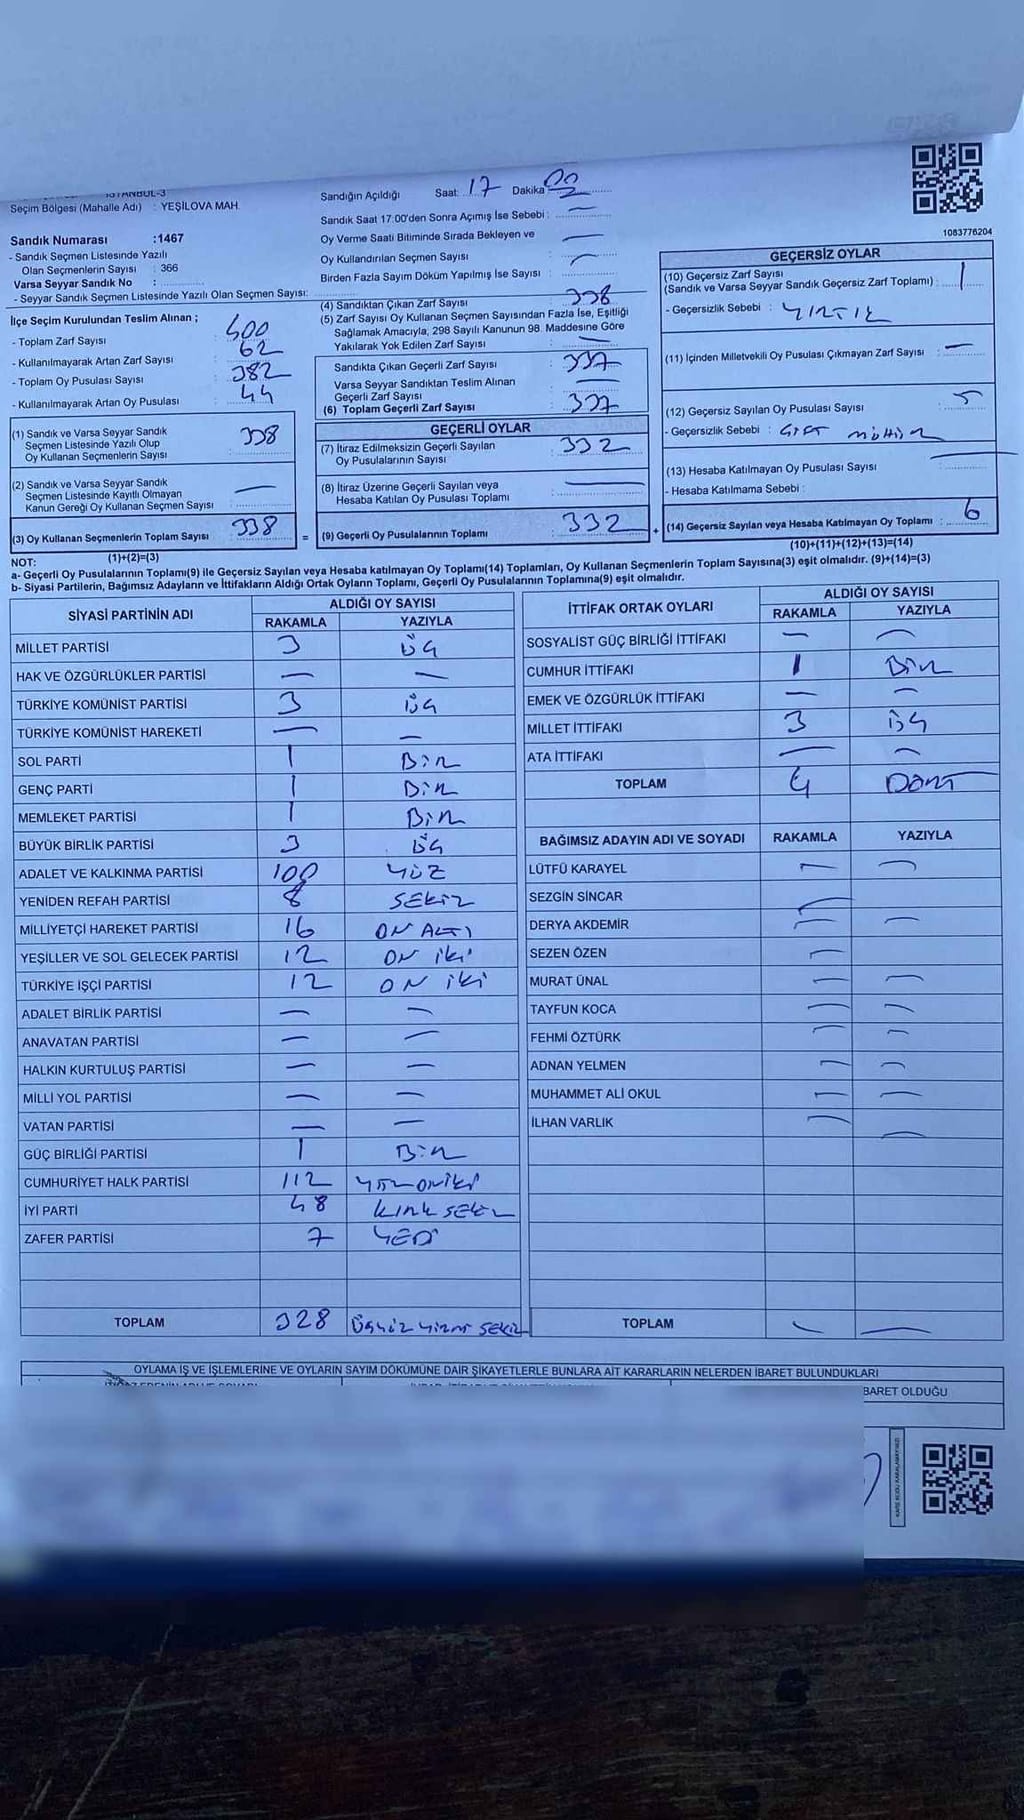 İSTANBUL-3
Seçim Bölgesi (Mahalle Adı) : YEŞİLOVA MAH.
Sandık Numarası :1467
- Sandık Seçmen Listesinde Yazılı
Olan Seçmenlerin Sayısı : 366
Varsa Seyyar Sandık No :
- Seyyar Sandık Seçmen Listesinde Yazılı Olan Seçmen Sayısı:
İlçe Seçim Kurulundan Teslim Alınan ;
- Toplam Zarf Sayısı : 400
- Kullanılmayarak Artan Zarf Sayısı : 62
- Toplam Oy Pusulası Sayısı : 382
- Kullanılmayarak Artan Oy Pusulası : 44
(1) Sandık ve Varsa Seyyar Sandık
Seçmen Listesinde Yazılı Olup
Oy Kullanan Seçmenlerin Sayısı 338
(2) Sandık ve Varsa Seyyar Sandık
Seçmen Listesinde Kayıtlı Olmayan
Kanun Gereği Oy Kullanan Seçmen Sayısı —
(3) Oy Kullanan Seçmenlerin Toplam Sayısı 338
(1)+(2)=(3)
Sandığın Açıldığı Saat: 17 Dakika: 00
Sandık Saat 17:00'den Sonra Açımış İse Sebebi : —
Oy Verme Saati Bitiminde Sırada Bekleyen ve
Oy Kullandırılan Seçmen Sayısı —
Birden Fazla Sayım Döküm Yapılmış İse Sayısı : —
(4) Sandıktan Çıkan Zarf Sayısı 338
(5) Zarf Sayısı Oy Kullanan Seçmen Sayısından Fazla İse, Eşitliği
Sağlamak Amacıyla, 298 Sayılı Kanunun 98. Maddesine Göre
Yakılarak Yok Edilen Zarf Sayısı —
Sandıkta Çıkan Geçerli Zarf Sayısı 337
Varsa Seyyar Sandıktan Teslim Alınan
Geçerli Zarf Sayısı —
(6) Toplam Geçerli Zarf Sayısı 337
GEÇERLİ OYLAR
(7) İtiraz Edilmeksizin Geçerli Sayılan
Oy Pusulalarının Sayısı 332
(8) İtiraz Üzerine Geçerli Sayılan veya
Hesaba Katılan Oy Pusulası Toplamı —
= (9) Geçerli Oy Pusulalarının Toplamı 332 +
1083776204
GEÇERSİZ OYLAR
(10) Geçersiz Zarf Sayısı
(Sandık ve Varsa Seyyar Sandık Geçersiz Zarf Toplamı) : 1
- Geçersizlik Sebebi : YIRTIK
(11) İçinden Milletvekili Oy Pusulası Çıkmayan Zarf Sayısı : —
(12) Geçersiz Sayılan Oy Pusulası Sayısı : 5
- Geçersizlik Sebebi : ÇİFT MÜHÜR
(13) Hesaba Katılmayan Oy Pusulası Sayısı : —
- Hesaba Katılmama Sebebi :
(14) Geçersiz Sayılan veya Hesaba Katılmayan Oy Toplamı : 6
(10)+(11)+(12)+(13)=(14)
NOT:
a- Geçerli Oy Pusulalarının Toplamı(9) ile Geçersiz Sayılan veya Hesaba katılmayan Oy Toplamı(14) Toplamları, Oy Kullanan Seçmenlerin Toplam Sayısına(3) eşit olmalıdır. (9)+(14)=(3)
b- Siyasi Partilerin, Bağımsız Adayların ve İttifakların Aldığı Ortak Oyların Toplamı, Geçerli Oy Pusulalarının Toplamına(9) eşit olmalıdır.
SİYASİ PARTİNİN ADI ALDIĞI OY SAYISI
RAKAMLA YAZIYLA
MİLLET PARTİSİ 3 ÜÇ
HAK VE ÖZGÜRLÜKLER PARTİSİ — —
TÜRKİYE KOMÜNİST PARTİSİ 3 ÜÇ
TÜRKİYE KOMÜNİST HAREKETİ — —
SOL PARTİ 1 BİR
GENÇ PARTİ 1 BİR
MEMLEKET PARTİSİ 1 BİR
BÜYÜK BİRLİK PARTİSİ 3 ÜÇ
ADALET VE KALKINMA PARTİSİ 100 YÜZ
YENİDEN REFAH PARTİSİ 8 SEKİZ
MİLLİYETÇİ HAREKET PARTİSİ 16 ON ALTI
YEŞİLLER VE SOL GELECEK PARTİSİ 12 ON İKİ
TÜRKİYE İŞÇİ PARTİSİ 12 ON İKİ
ADALET BİRLİK PARTİSİ — —
ANAVATAN PARTİSİ — —
HALKIN KURTULUŞ PARTİSİ — —
MİLLİ YOL PARTİSİ — —
VATAN PARTİSİ — —
GÜÇ BİRLİĞİ PARTİSİ 1 BİR
CUMHURİYET HALK PARTİSİ 112 YÜZONİKİ
İYİ PARTİ 48 KIRK SEKİZ
ZAFER PARTİSİ 7 YEDİ
TOPLAM 328 ÜÇYÜZ YİRMİ SEKİZ
İTTİFAK ORTAK OYLARI ALDIĞI OY SAYISI
RAKAMLA YAZIYLA
SOSYALİST GÜÇ BİRLİĞİ İTTİFAKI — —
CUMHUR İTTİFAKI 1 BİR
EMEK VE ÖZGÜRLÜK İTTİFAKI — —
MİLLET İTTİFAKI 3 ÜÇ
ATA İTTİFAKI — —
TOPLAM 4 DÖRT
BAĞIMSIZ ADAYIN ADI VE SOYADI RAKAMLA YAZIYLA
LÜTFÜ KARAYEL — —
SEZGİN SİNCAR —
DERYA AKDEMİR — —
SEZEN ÖZEN —
MURAT ÜNAL — —
TAYFUN KOCA — —
FEHMİ ÖZTÜRK — —
ADNAN YELMEN — —
MUHAMMET ALİ OKUL — —
İLHAN VARLIK — —
TOPLAM — —
OYLAMA İŞ VE İŞLEMLERİNE VE OYLARIN SAYIM DÖKÜMÜNE DAİR ŞİKAYETLERLE BUNLARA AİT KARARLARIN NELERDEN İBARET BULUNDUKLARI
BARET OLDUĞU